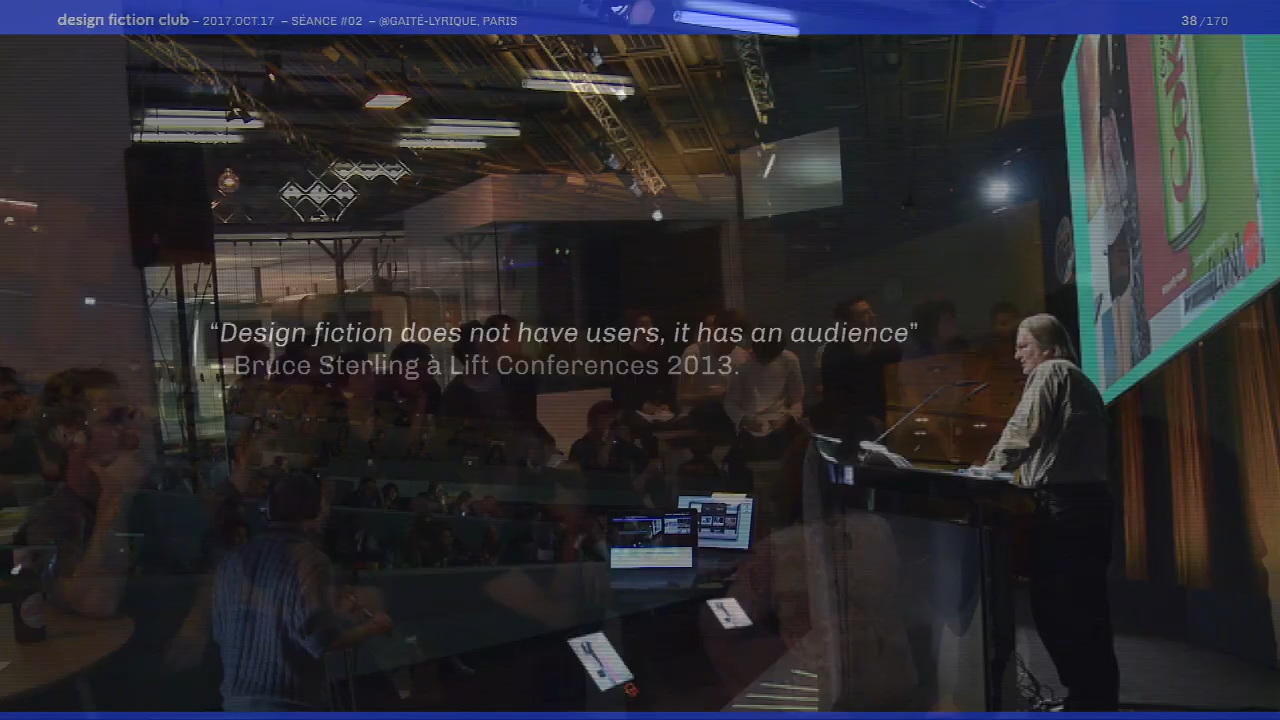 design fiction club – 2017.OCT.17 – SÉANCE #02 – @GAITÉ-LYRIQUE, PARIS
38/170
“Design fiction does not have users, it has an audience”
– Bruce Sterling à Lift Conferences 2013.